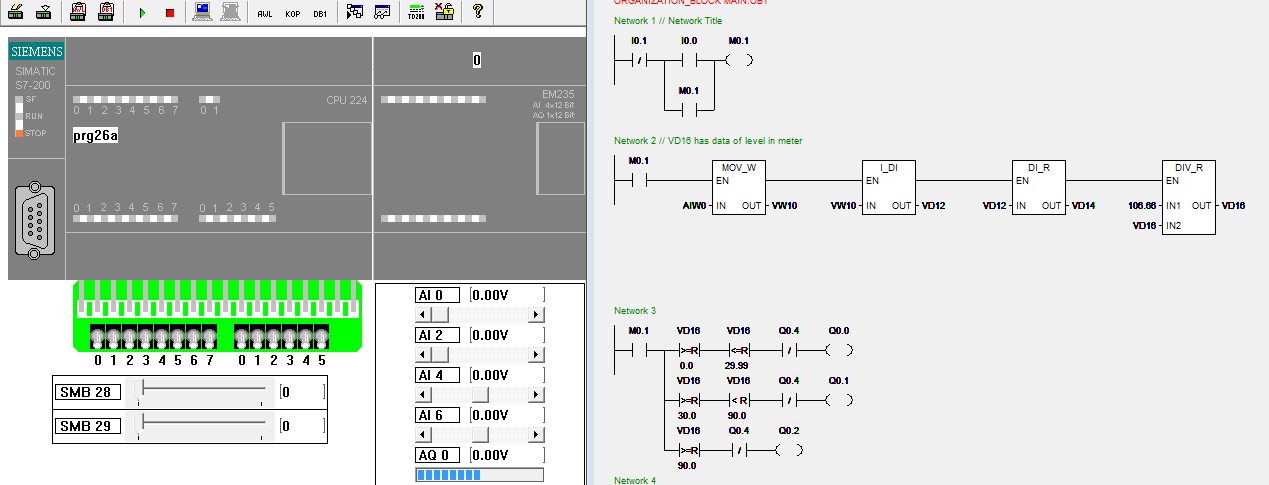 AWL KOP DB1 TD200 ?
SIEMENS
SIMATIC
S7-200
SF
RUN
STOP
0 1 2 3 4 5 6 7 0 1
CPU 224
prg26a
0 1 2 3 4 5 6 7 0 1 2 3 4 5
0
EM235
AI 4x12 Bit
AQ 1x12 Bit
0 1 2 3 4 5 6 7 0 1 2 3 4 5
SMB 28 [0 ]
SMB 29 [0 ]
AI 0 [0.00V ]
AI 2 [0.00V ]
AI 4 [0.00V ]
AI 6 [0.00V ]
AQ 0 [0.00V ]
ORGANIZATION_BLOCK MAIN:OB1
Network 1 // Network Title
I0.1 I0.0 M0.1
/
M0.1
Network 2 // VD16 has data of level in meter
M0.1 MOV_W I_DI DI_R DIV_R
EN EN EN EN
AIW0 IN OUT VW10 VW10 IN OUT VD12 VD12 IN OUT VD14 106.66 IN1 OUT VD16
VD16 IN2
Network 3
M0.1 VD16 VD16 Q0.4 Q0.0
>=R <=R /
0.0 29.99
VD16 VD16 Q0.4 Q0.1
>=R < R /
30.0 90.0
VD16 Q0.4 Q0.2
>=R /
90.0
Network 4